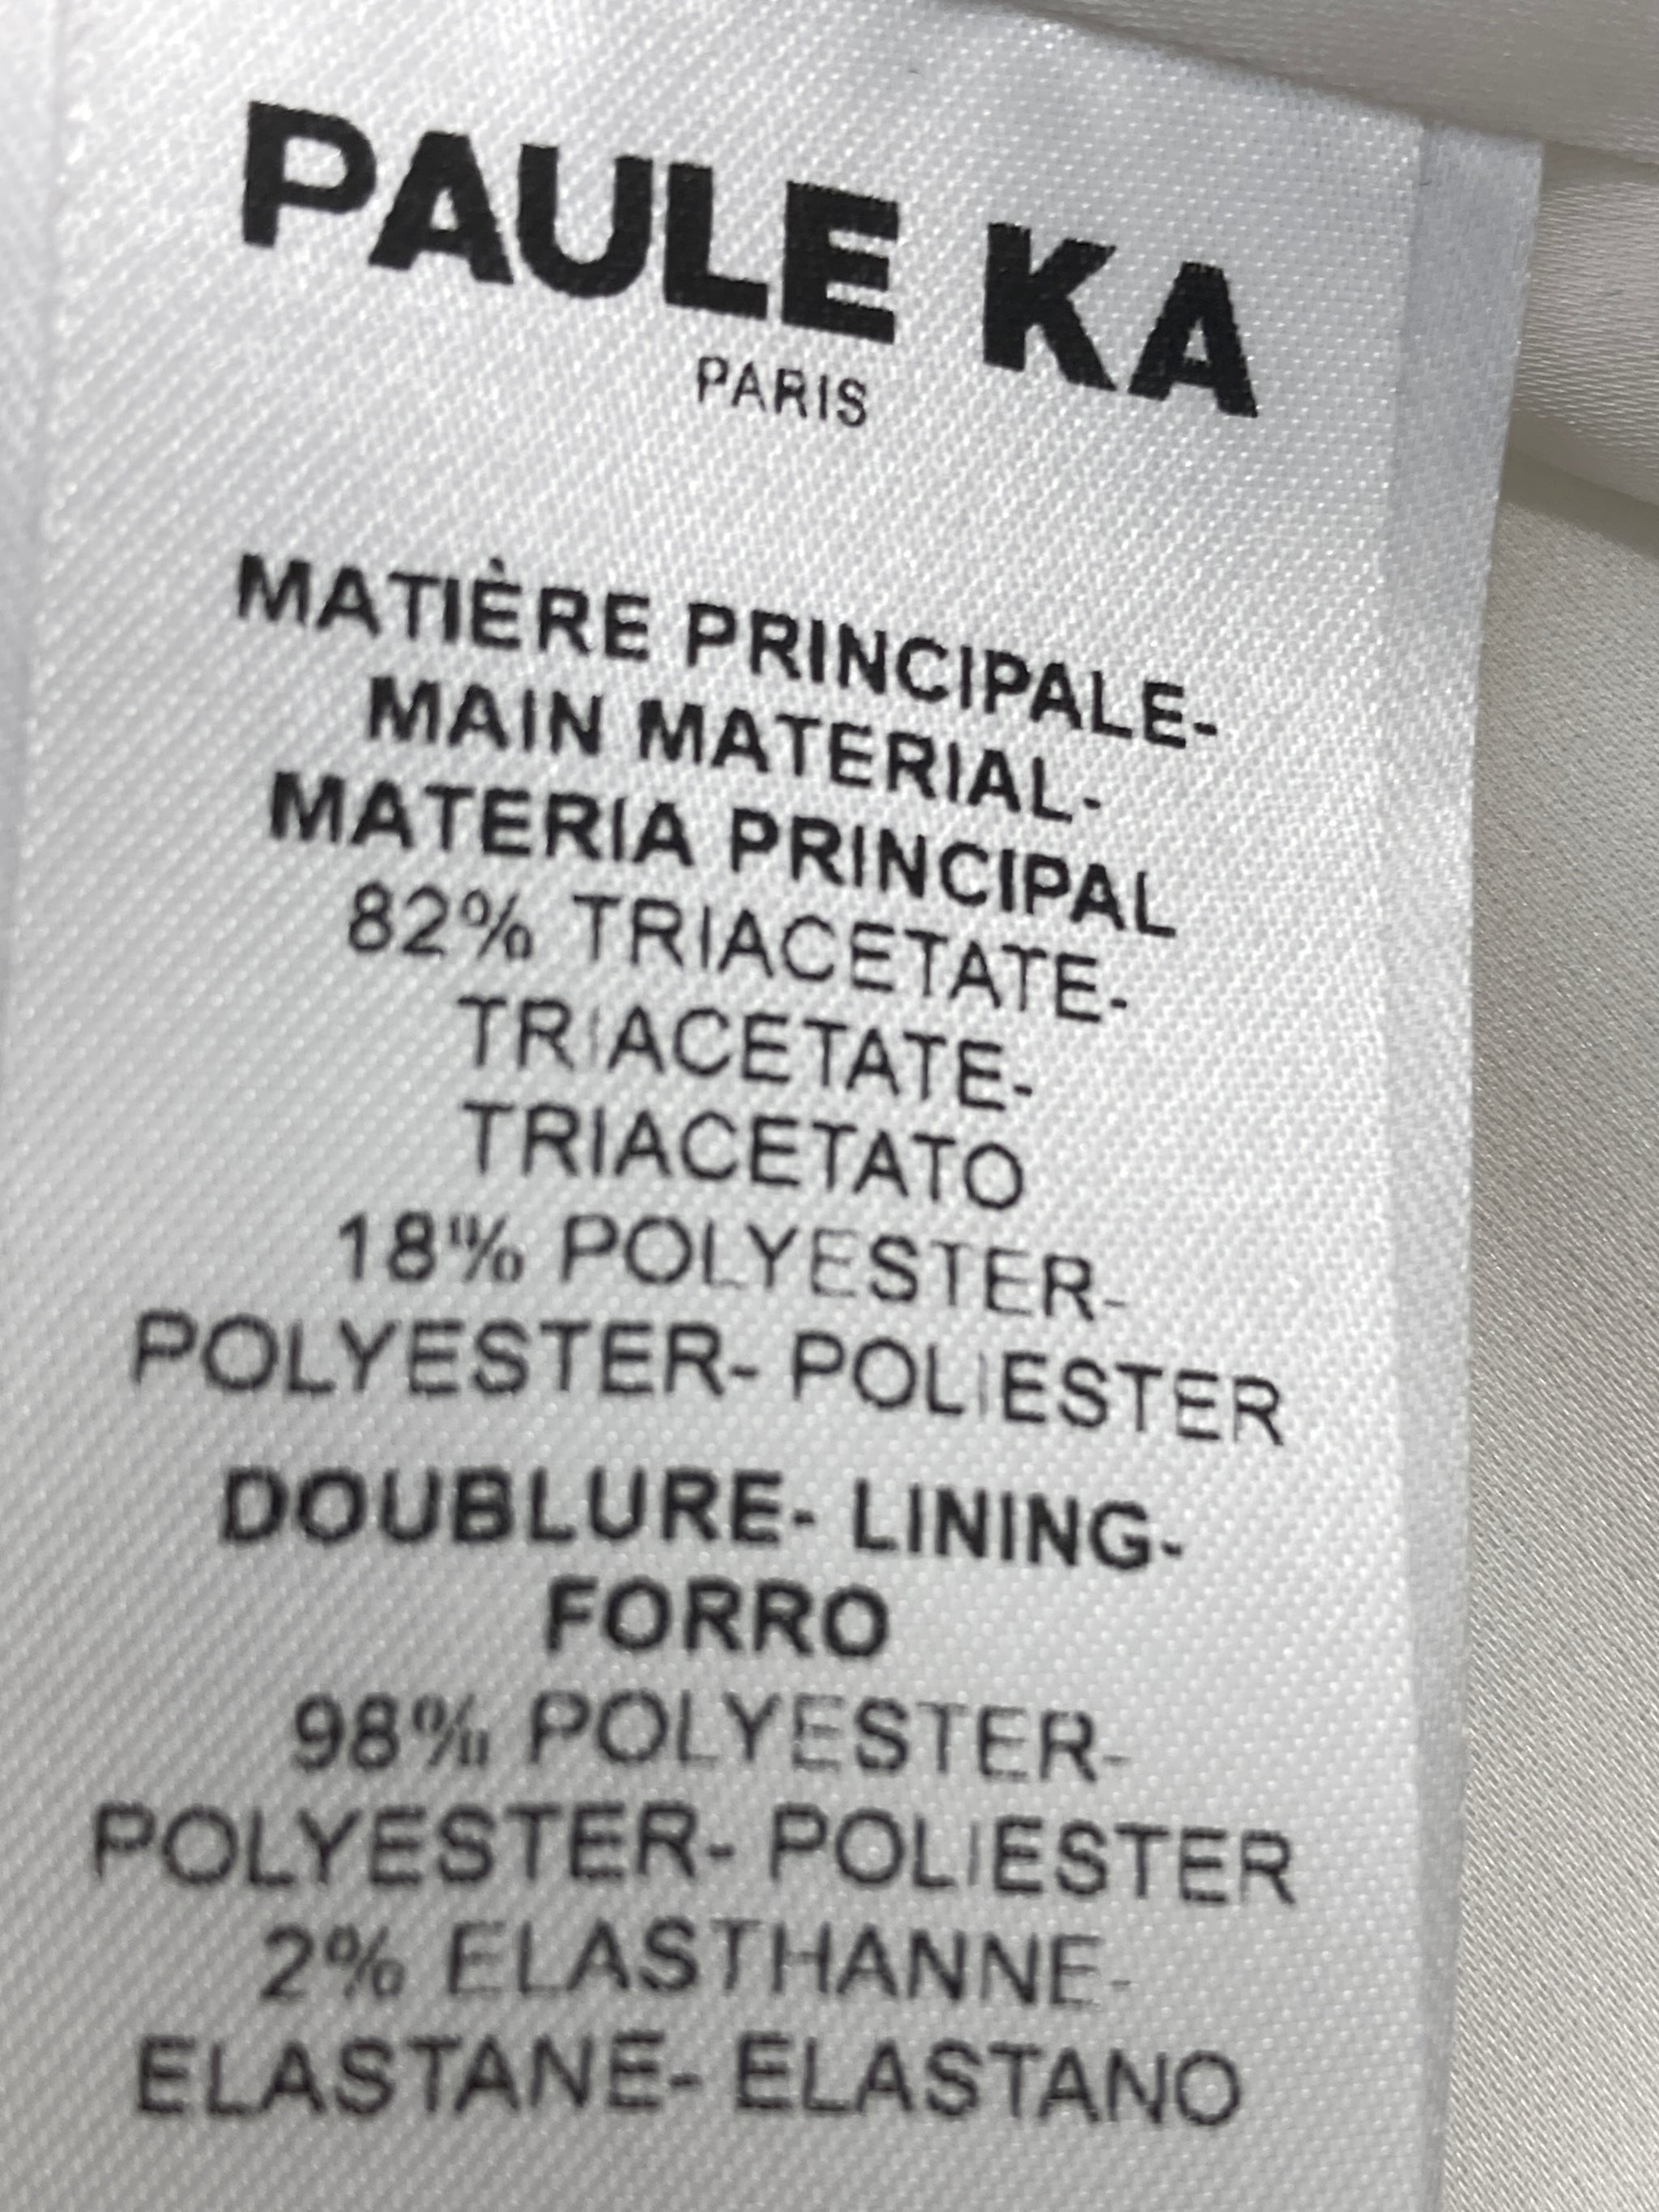 PAULE KA
PARIS
MATIÈRE PRINCIPALE-
MAIN MATERIAL-
MATERIA PRINCIPAL
82% TRIACETATE-
TRIACETATE-
TRIACETATO
18% POLYESTER-
POLYESTER- POLIESTER
DOUBLURE- LINING-
FORRO
98% POLYESTER-
POLYESTER- POLIESTER
2% ELASTHANNE-
ELASTANE- ELASTANO